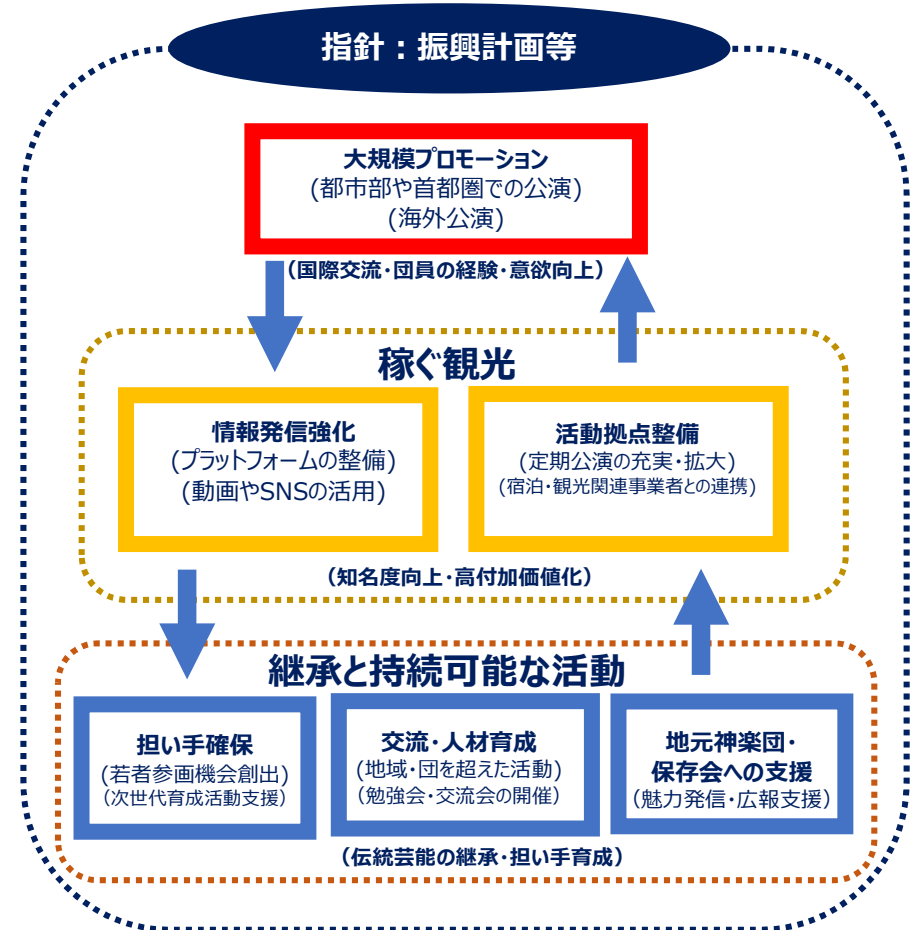 指針：振興計画等
大規模プロモーション
(都市部や首都圏での公演)
(海外公演)
(国際交流･団員の経験･意欲向上)
稼ぐ観光
情報発信強化
(プラットフォームの整備)
(動画やSNSの活用)
活動拠点整備
(定期公演の充実･拡大)
(宿泊･観光関連事業者との連携)
(知名度向上･高付加価値化)
継承と持続可能な活動
担い手確保
(若者参画機会創出)
(次世代育成活動支援)
交流･人材育成
(地域･団を超えた活動)
(勉強会･交流会の開催)
地元神楽団･
保存会への支援
(魅力発信･広報支援)
(伝統芸能の継承･担い手育成)